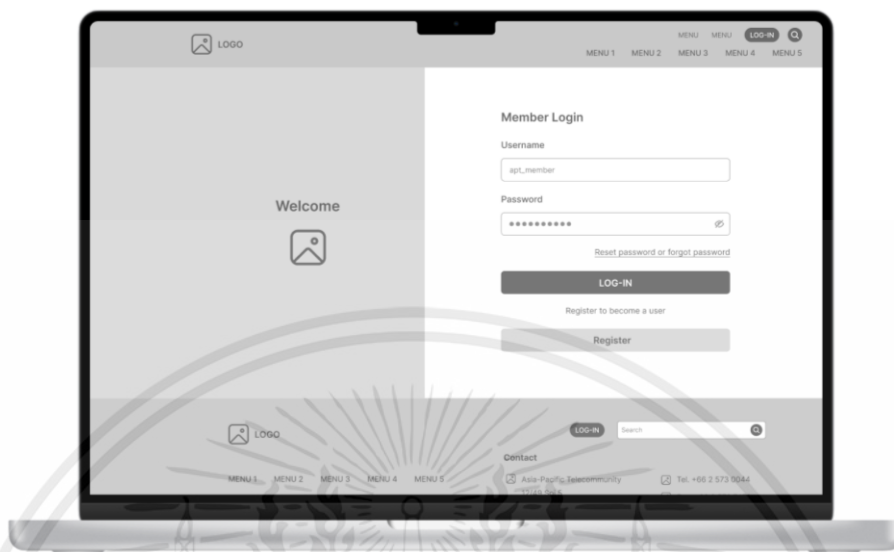 LOGO
MENU MENU LOG-IN
MENU 1 MENU 2 MENU 3 MENU 4 MENU 5
Welcome
Member Login
Username
apt_member
Password
Reset password or forgot password
LOG-IN
Register to become a user
Register
LOGO
MENU 1 MENU 2 MENU 3 MENU 4 MENU 5
LOG-IN
Search
Contact
Asia-Pacific Telecommunity
Tel. +66 2 573 0044